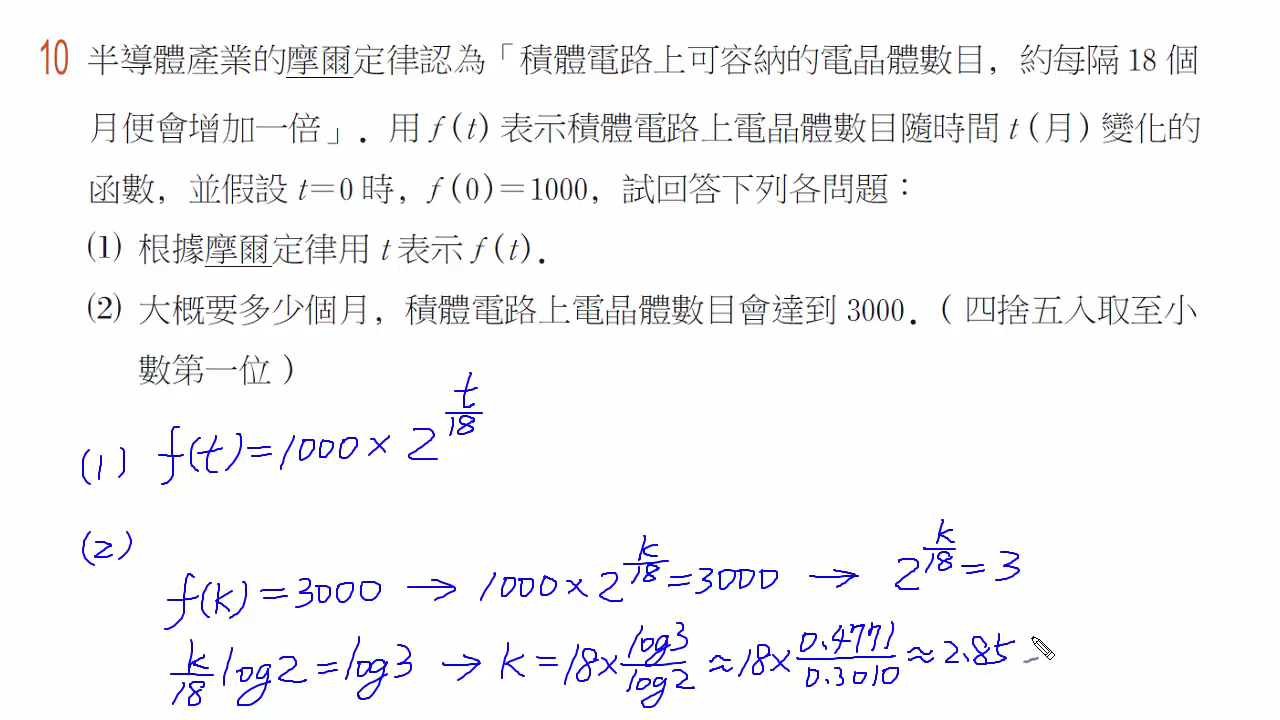 10 半導體產業的摩爾定律認為「積體電路上可容納的電晶體數目，約每隔 18 個
月便會增加一倍」．用 f(t) 表示積體電路上電晶體數目隨時間 t（月）變化的
函數，並假設 t=0 時，f(0)=1000，試回答下列各問題：
(1) 根據摩爾定律用 t 表示 f(t)．
(2) 大概要多少個月，積體電路上電晶體數目會達到 3000．（四捨五入取至小
數第一位）
(1) f(t)=1000×2^(t/18)
(2)
f(k)=3000 → 1000×2^(k/18)=3000 → 2^(k/18)=3
k/18 log2=log3 → k=18×log3/log2≈18×0.4771/0.3010≈2.85